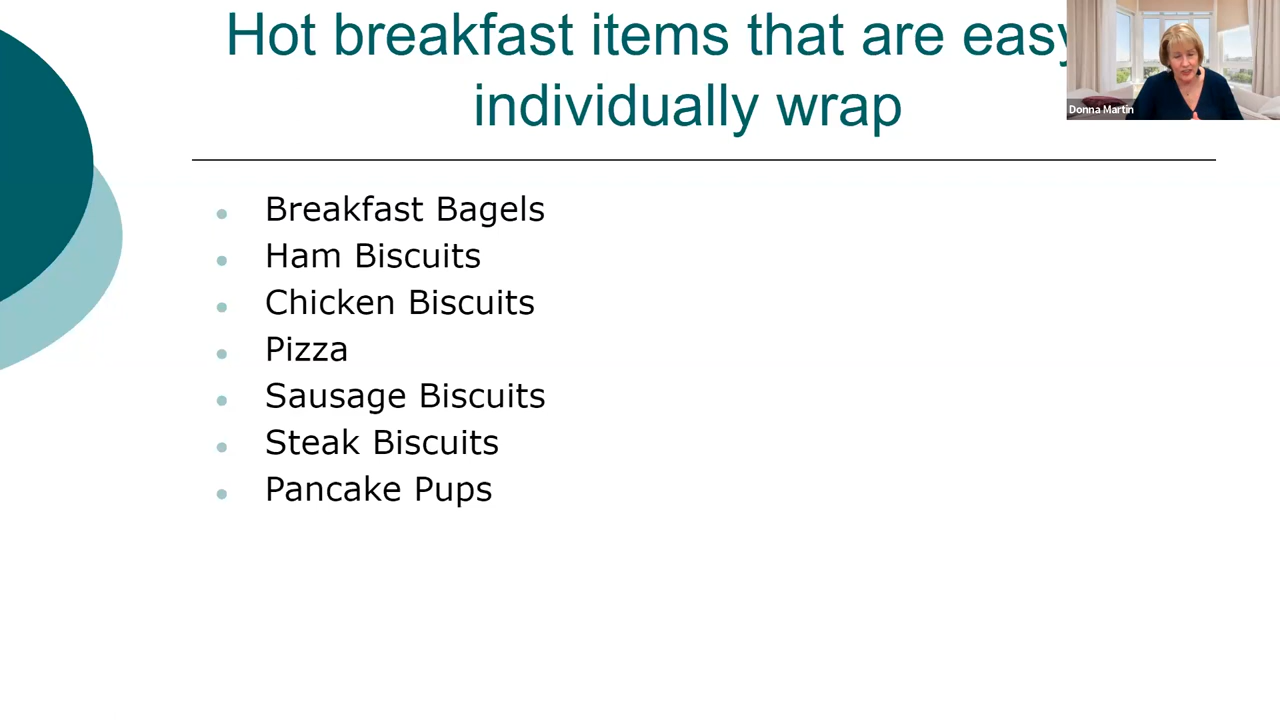 Hot breakfast items that are easy
individually wrap
Donna Martin
Breakfast Bagels
Ham Biscuits
Chicken Biscuits
Pizza
Sausage Biscuits
Steak Biscuits
Pancake Pups